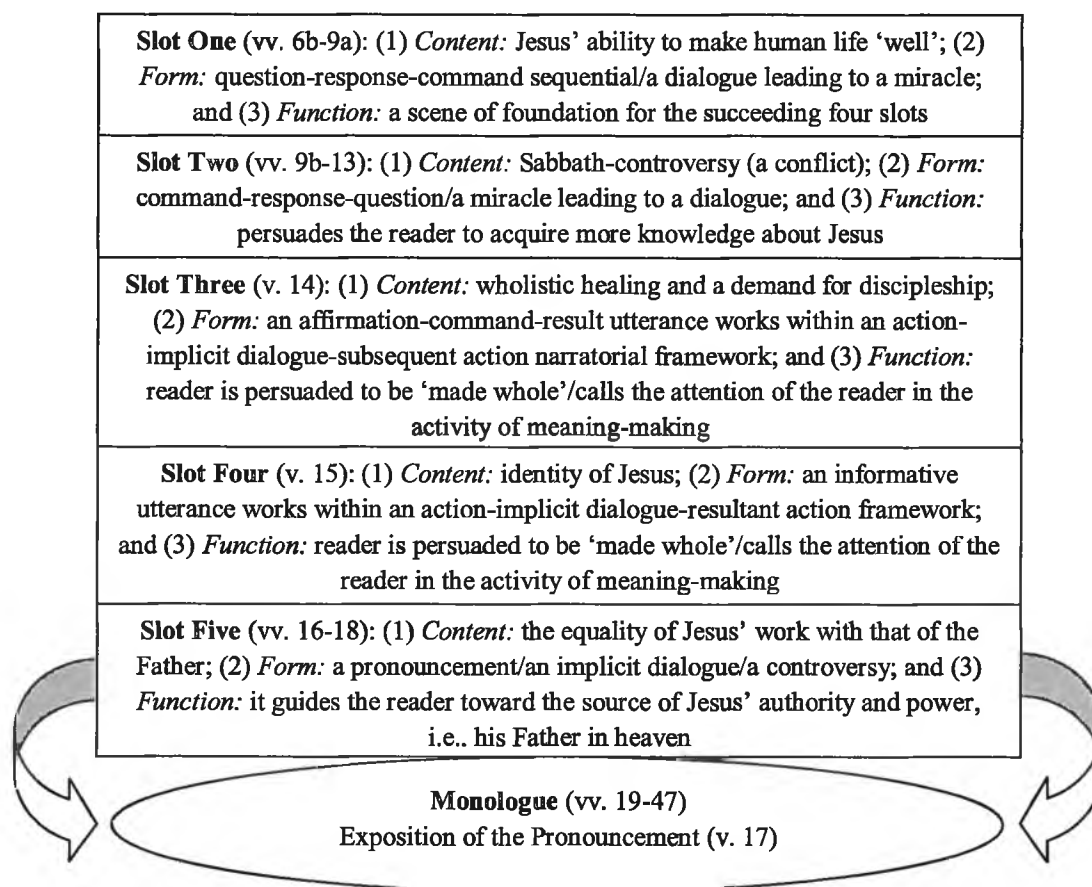 Slot One (vv. 6b-9a): (1) Content: Jesus’ ability to make human life ‘well’; (2)
Form: question-response-command sequential/a dialogue leading to a miracle;
and (3) Function: a scene of foundation for the succeeding four slots
Slot Two (vv. 9b-13): (1) Content: Sabbath-controversy (a conflict); (2) Form:
command-response-question/a miracle leading to a dialogue; and (3) Function:
persuades the reader to acquire more knowledge about Jesus
Slot Three (v. 14): (1) Content: wholistic healing and a demand for discipleship;
(2) Form: an affirmation-command-result utterance works within an action-
implicit dialogue-subsequent action narratorial framework; and (3) Function:
reader is persuaded to be ‘made whole’/calls the attention of the reader in the
activity of meaning-making
Slot Four (v. 15): (1) Content: identity of Jesus; (2) Form: an informative
utterance works within an action-implicit dialogue-resultant action framework;
and (3) Function: reader is persuaded to be ‘made whole’/calls the attention of the
reader in the activity of meaning-making
Slot Five (vv. 16-18): (1) Content: the equality of Jesus’ work with that of the
Father; (2) Form: a pronouncement/an implicit dialogue/a controversy; and (3)
Function: it guides the reader toward the source of Jesus’ authority and power,
i.e.. his Father in heaven
Monologue (vv. 19-47)
Exposition of the Pronouncement (v. 17)